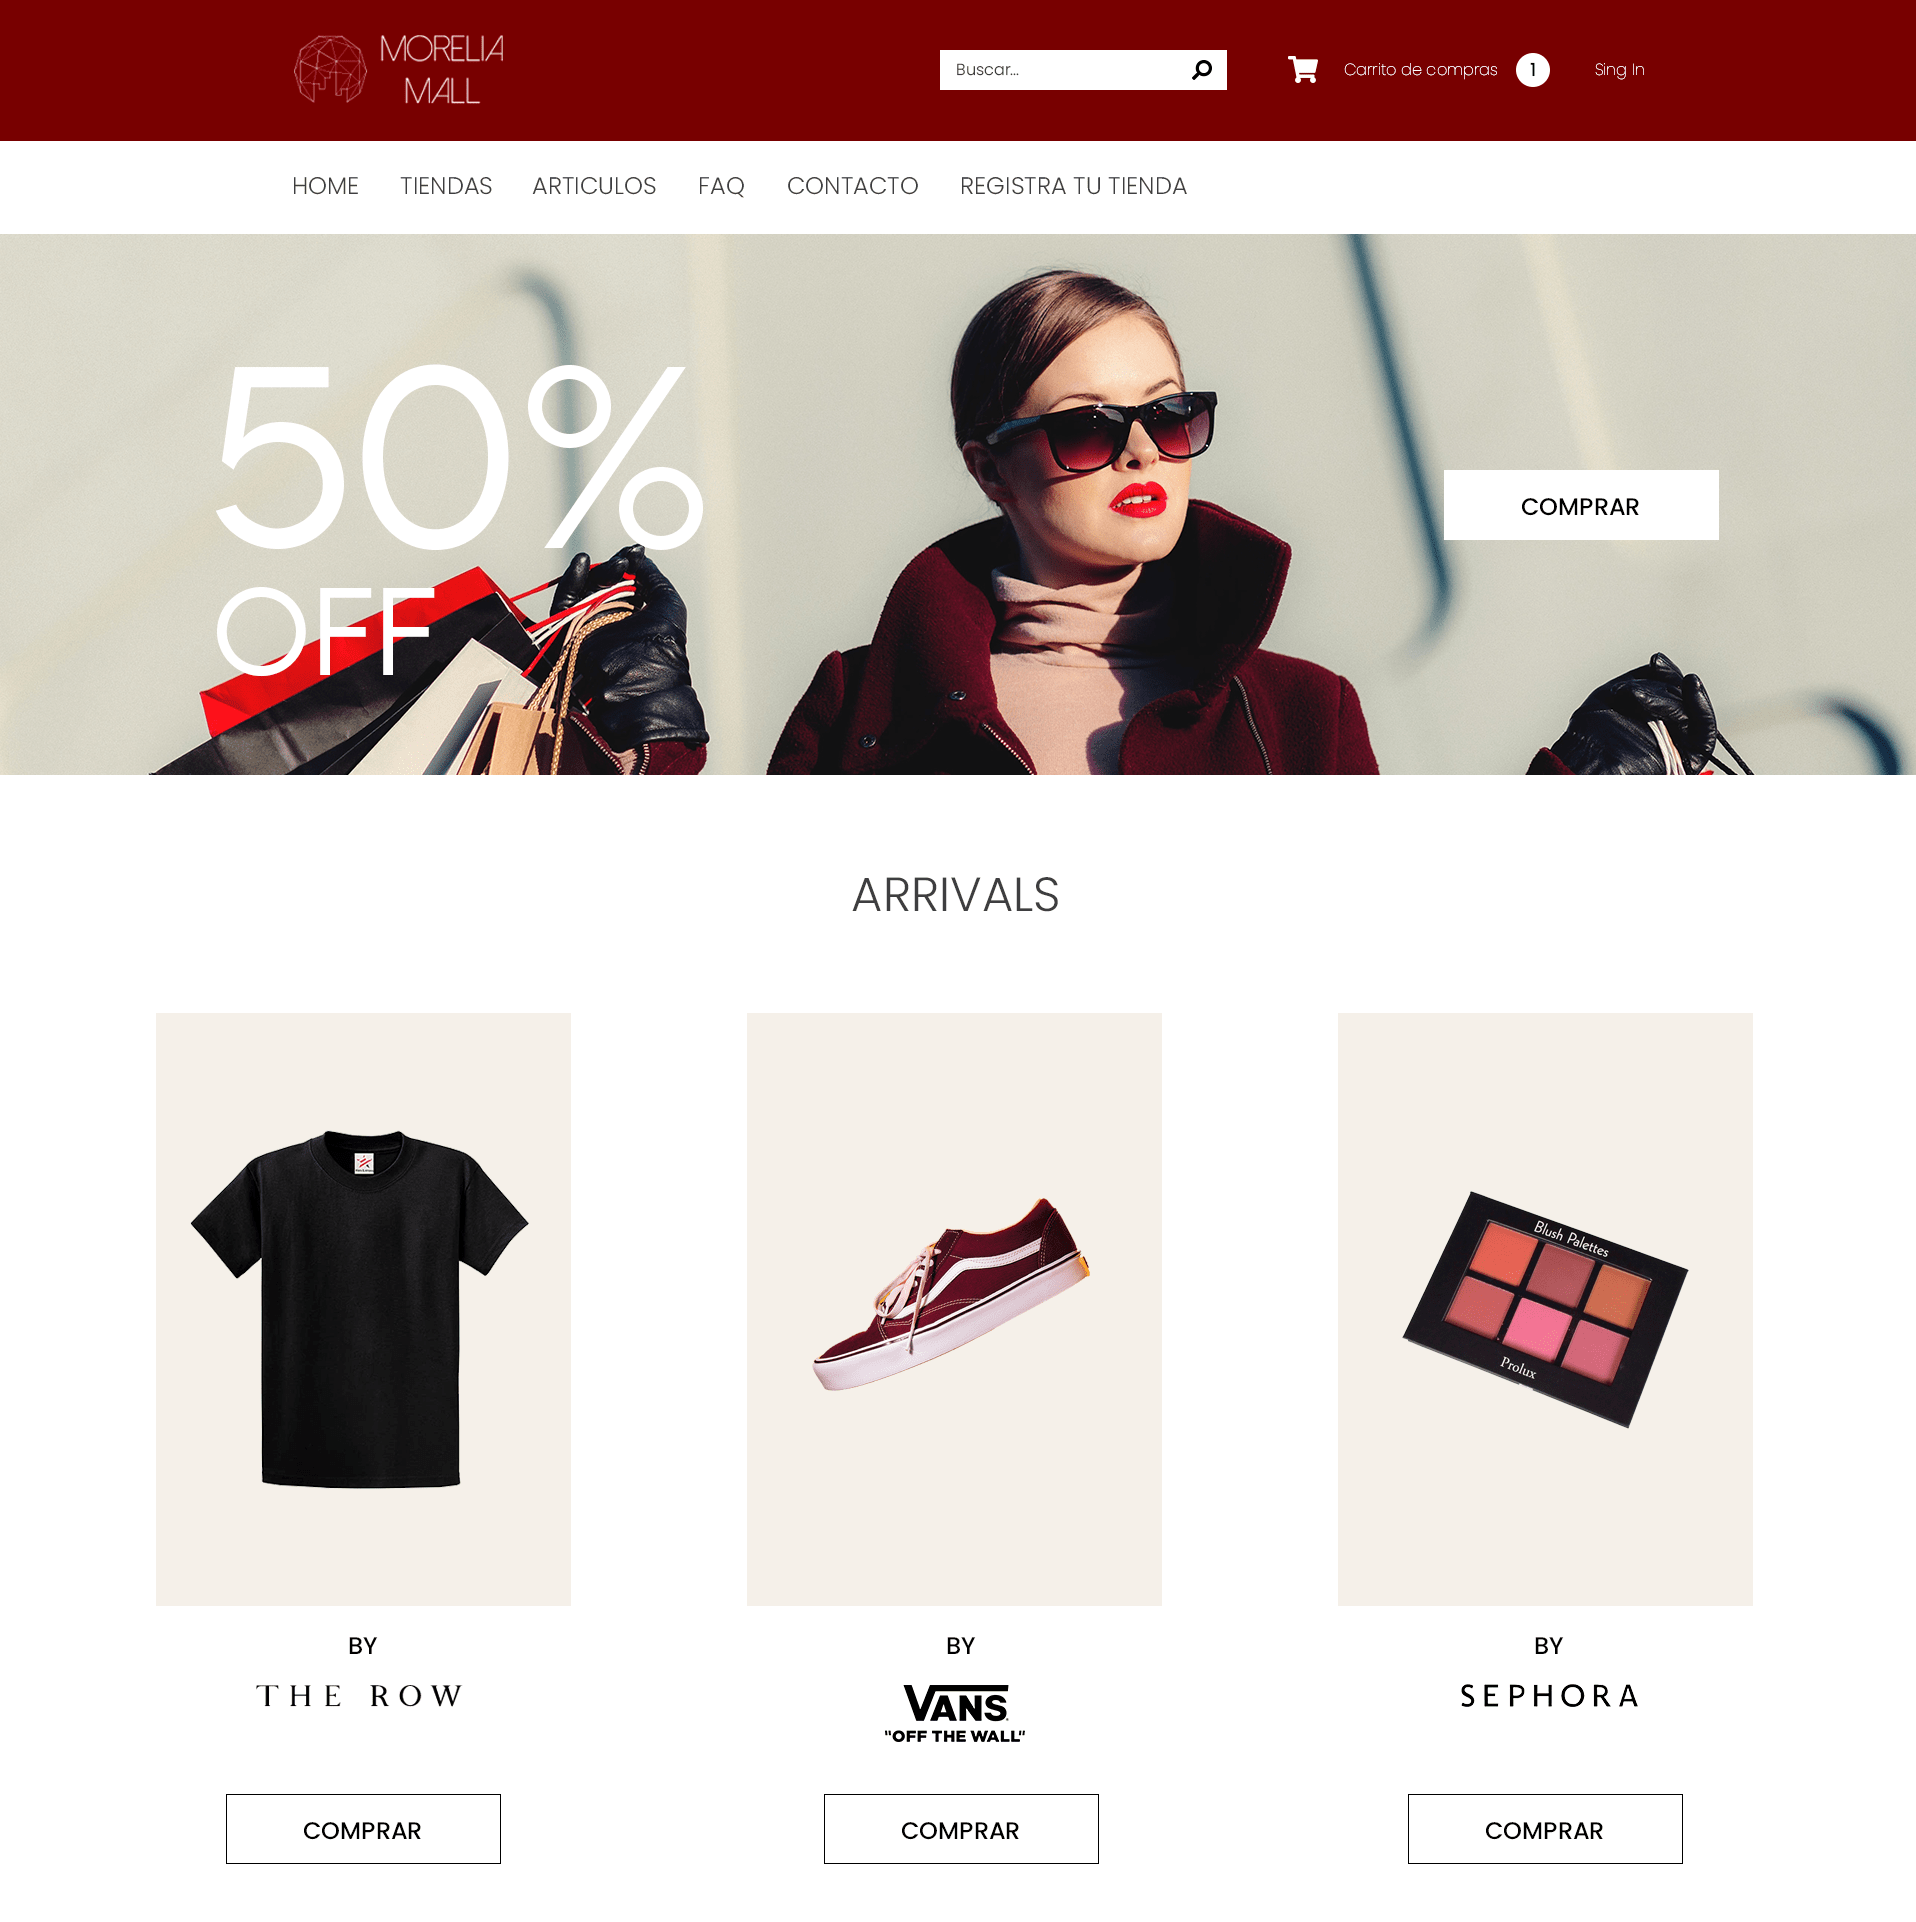 MORELIA
MALL
Buscar...
Carrito de compras
1
Sing In
HOME
TIENDAS
ARTICULOS
FAQ
CONTACTO
REGISTRA TU TIENDA
50%
OFF
COMPRAR
ARRIVALS
Blush Palettes
Prolux
BY
THE ROW
COMPRAR
BY
VANS
"OFF THE WALL"
COMPRAR
BY
SEPHORA
COMPRAR